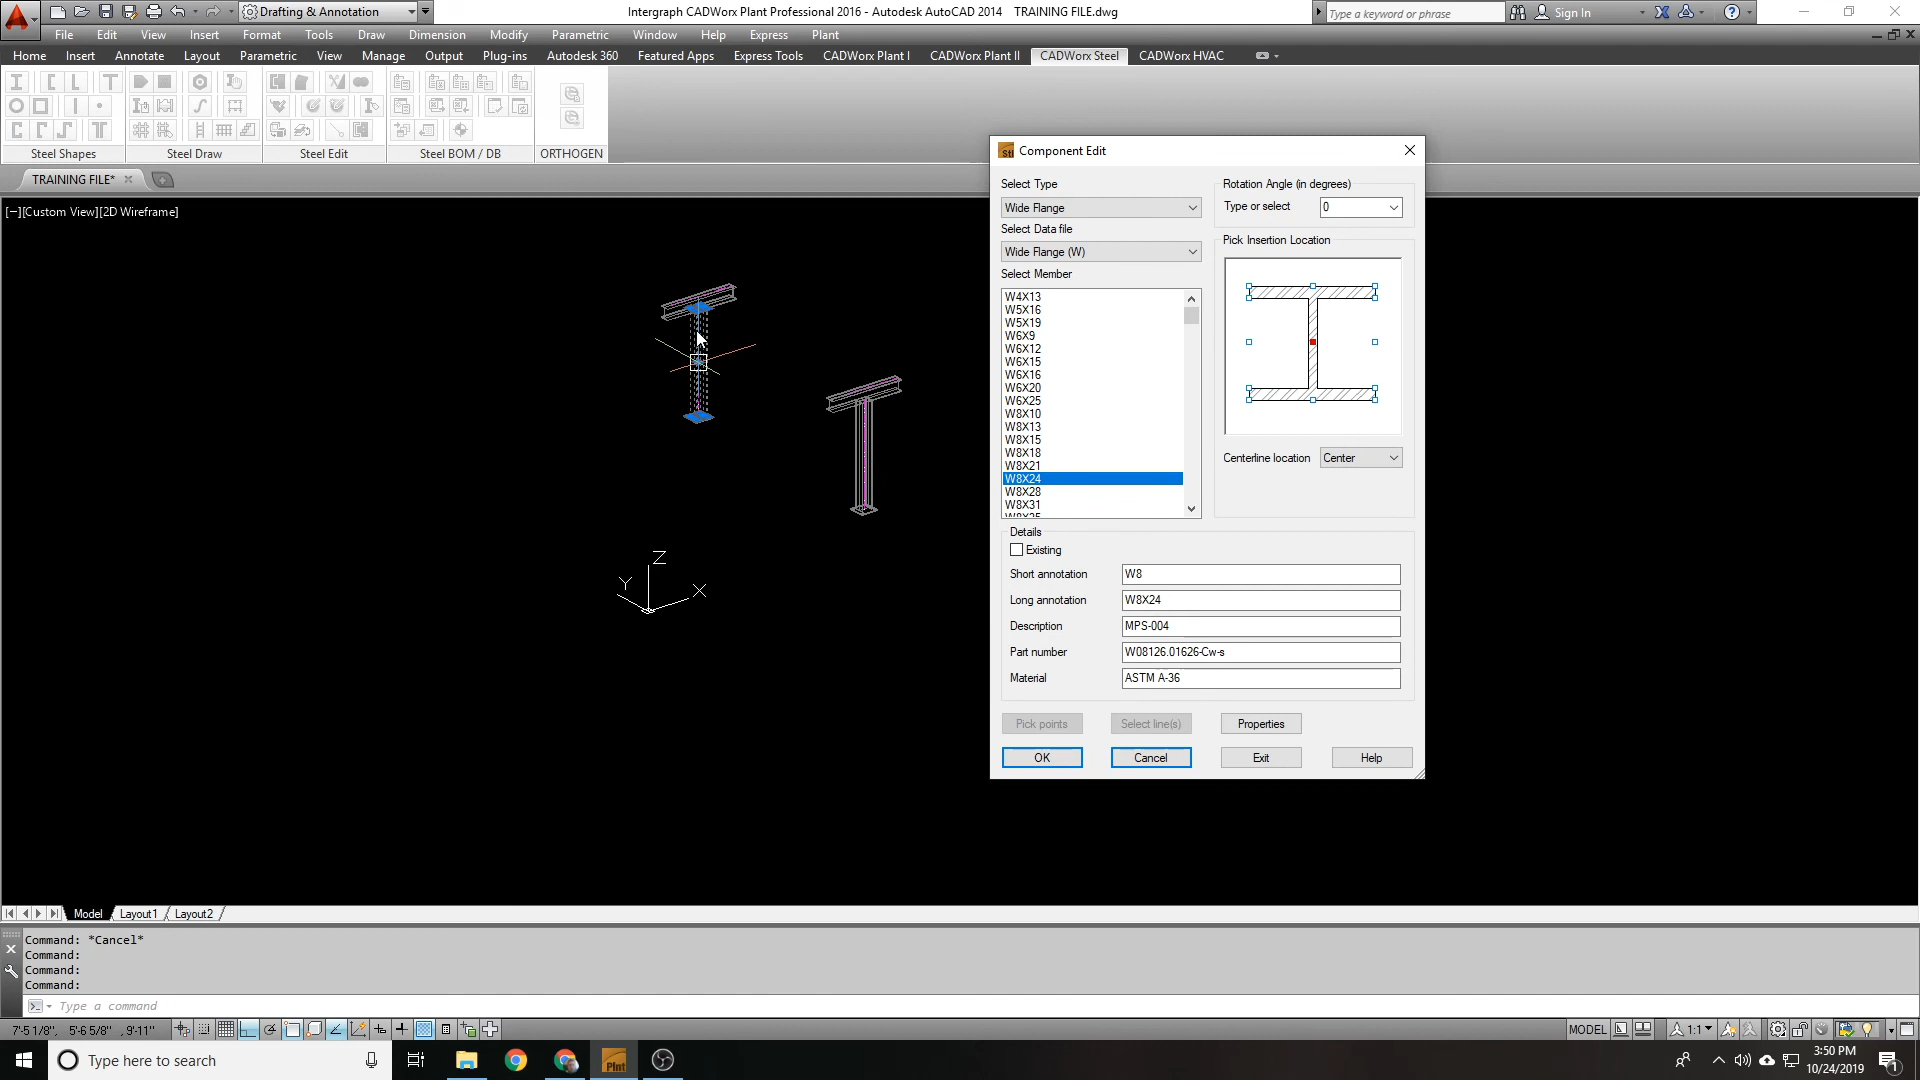 Drafting & Annotation
Intergraph CADWorx Plant Professional 2016 - Autodesk AutoCAD 2014 TRAINING FILE.dwg
Type a keyword or phrase
Sign In
File Edit View Insert Format Tools Draw Dimension Modify Parametric Window Help Express Plant
Home Insert Annotate Layout Parametric View Manage Output Plug-ins Autodesk 360 Featured Apps Express Tools CADWorx Plant I CADWorx Plant II CADWorx Steel CADWorx HVAC
Steel Shapes Steel Draw Steel Edit Steel BOM / DB ORTHOGEN
TRAINING FILE*
[−][Custom View][2D Wireframe]
Component Edit
Select Type
Wide Flange
Select Data file
Wide Flange (W)
Select Member
W4X13
W5X16
W5X19
W6X9
W6X12
W6X15
W6X16
W6X20
W6X25
W8X10
W8X13
W8X15
W8X18
W8X21
W8X24
W8X28
W8X31
Rotation Angle (in degrees)
Type or select 0
Pick Insertion Location
Centerline location Center
Details
Existing
Short annotation W8
Long annotation W8X24
Description MPS-004
Part number W08126.01626-Cw-s
Material ASTM A-36
Pick points Select line(s) Properties
OK Cancel Exit Help
Z
Y
X
Model Layout1 Layout2
Command: *Cancel*
Command:
Command:
Command:
Type a command
7'-5 1/8", 5'-6 5/8" , 9'-11"
MODEL
1:1
Type here to search
Plnt
3:50 PM
10/24/2019
1